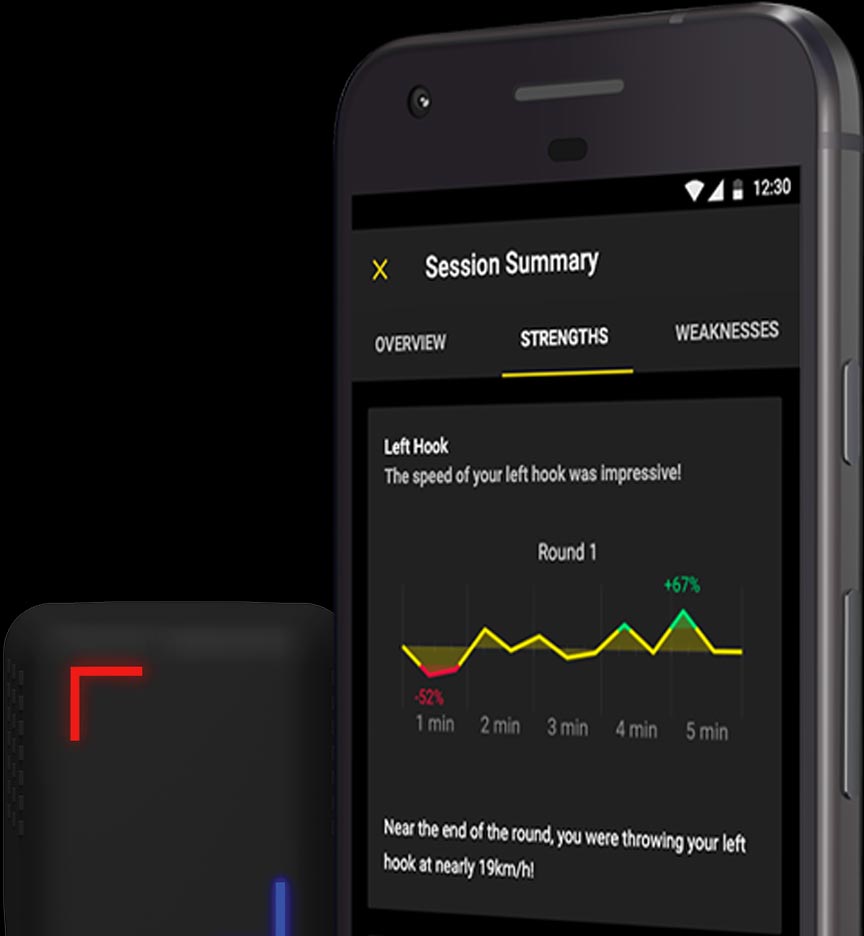 12:30
X Session Summary
OVERVIEW STRENGTHS WEAKNESSES
Left Hook
The speed of your left hook was impressive!
Round 1
+67%
-52%
1 min 2 min 3 min 4 min 5 min
Near the end of the round, you were throwing your left
hook at nearly 19km/h!